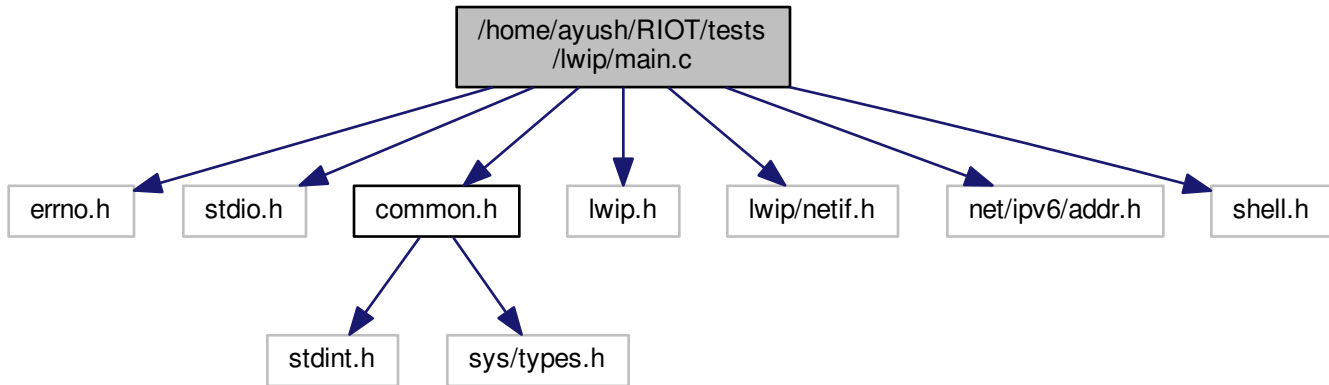 /home/ayush/RIOT/tests
/lwip/main.c
errno.h
stdio.h
common.h
lwip.h
lwip/netif.h
net/ipv6/addr.h
shell.h
stdint.h
sys/types.h